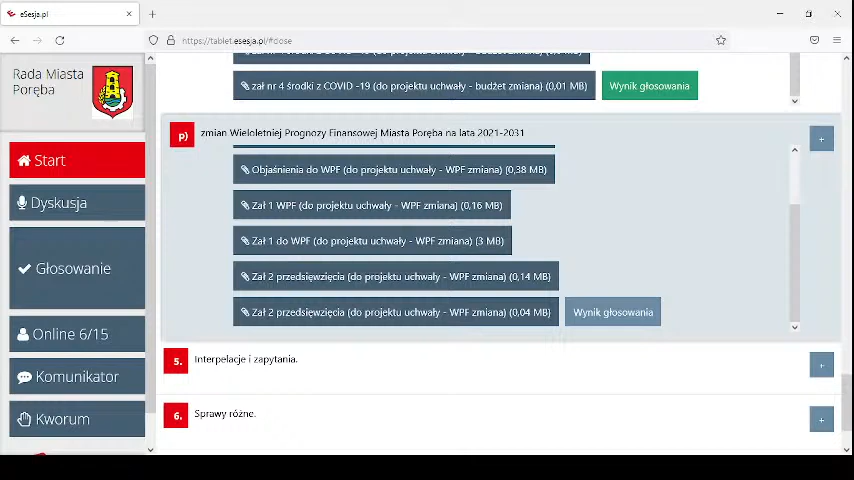 eSesja.pl
https://tablet.esesja.pl/#close
Rada Miasta
Poręba
Start
Dyskusja
Głosowanie
Online 6/15
Komunikator
Kworum
zał nr 4 środki z COVID -19 (do projektu uchwały - budżet zmiana) (0,01 MB)
Wynik głosowania
p)
zmian Wieloletniej Prognozy Finansowej Miasta Poręba na lata 2021-2031
+
Objaśnienia do WPF (do projektu uchwały - WPF zmiana) (0,38 MB)
Zał 1 WPF (do projektu uchwały - WPF zmiana) (0,16 MB)
Zał 1 do WPF (do projektu uchwały - WPF zmiana) (3 MB)
Zał 2 przedsięwzięcia (do projektu uchwały - WPF zmiana) (0,14 MB)
Zał 2 przedsięwzięcia (do projektu uchwały - WPF zmiana) (0,04 MB)
Wynik głosowania
5.
Interpelacje i zapytania.
+
6.
Sprawy różne.
+